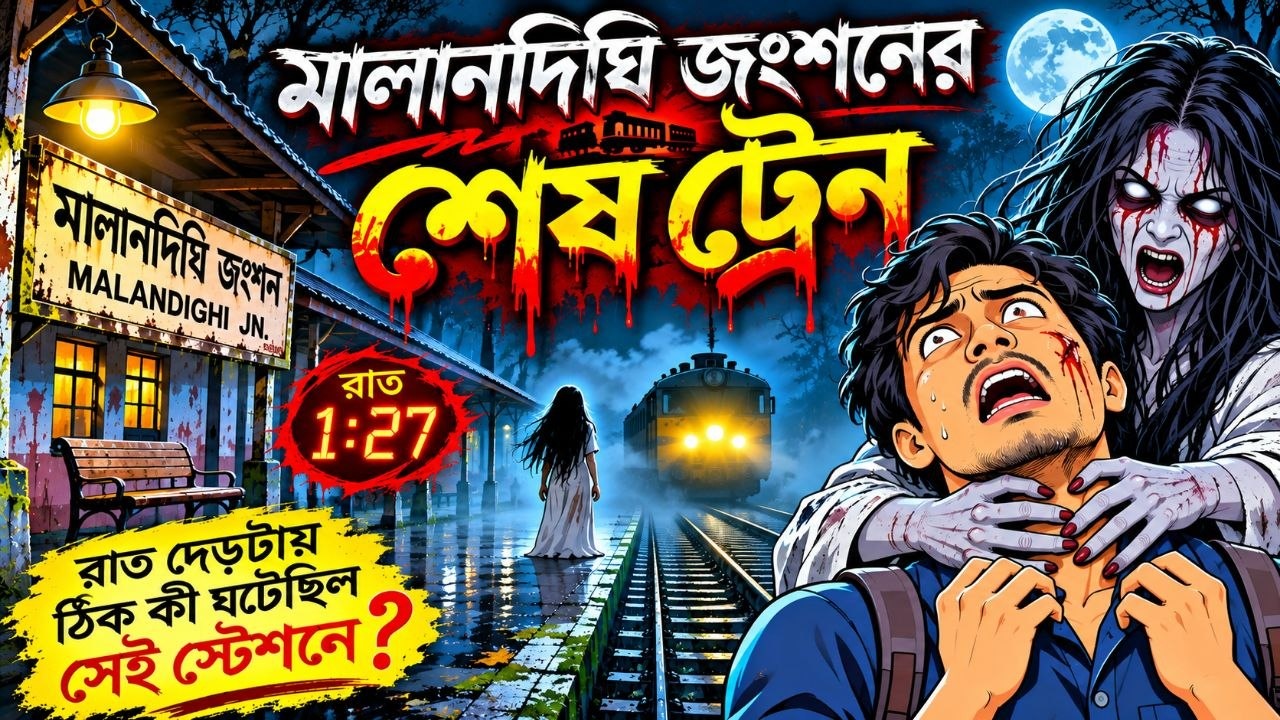 মালানদিঘি জংশনের
শেষ ট্রেন
মালানদিঘি জংশন
MALANDIGHI JN.
রাত
1:27
রাত দেড়টায়
ঠিক কী ঘটেছিল
সেই স্টেশনে?